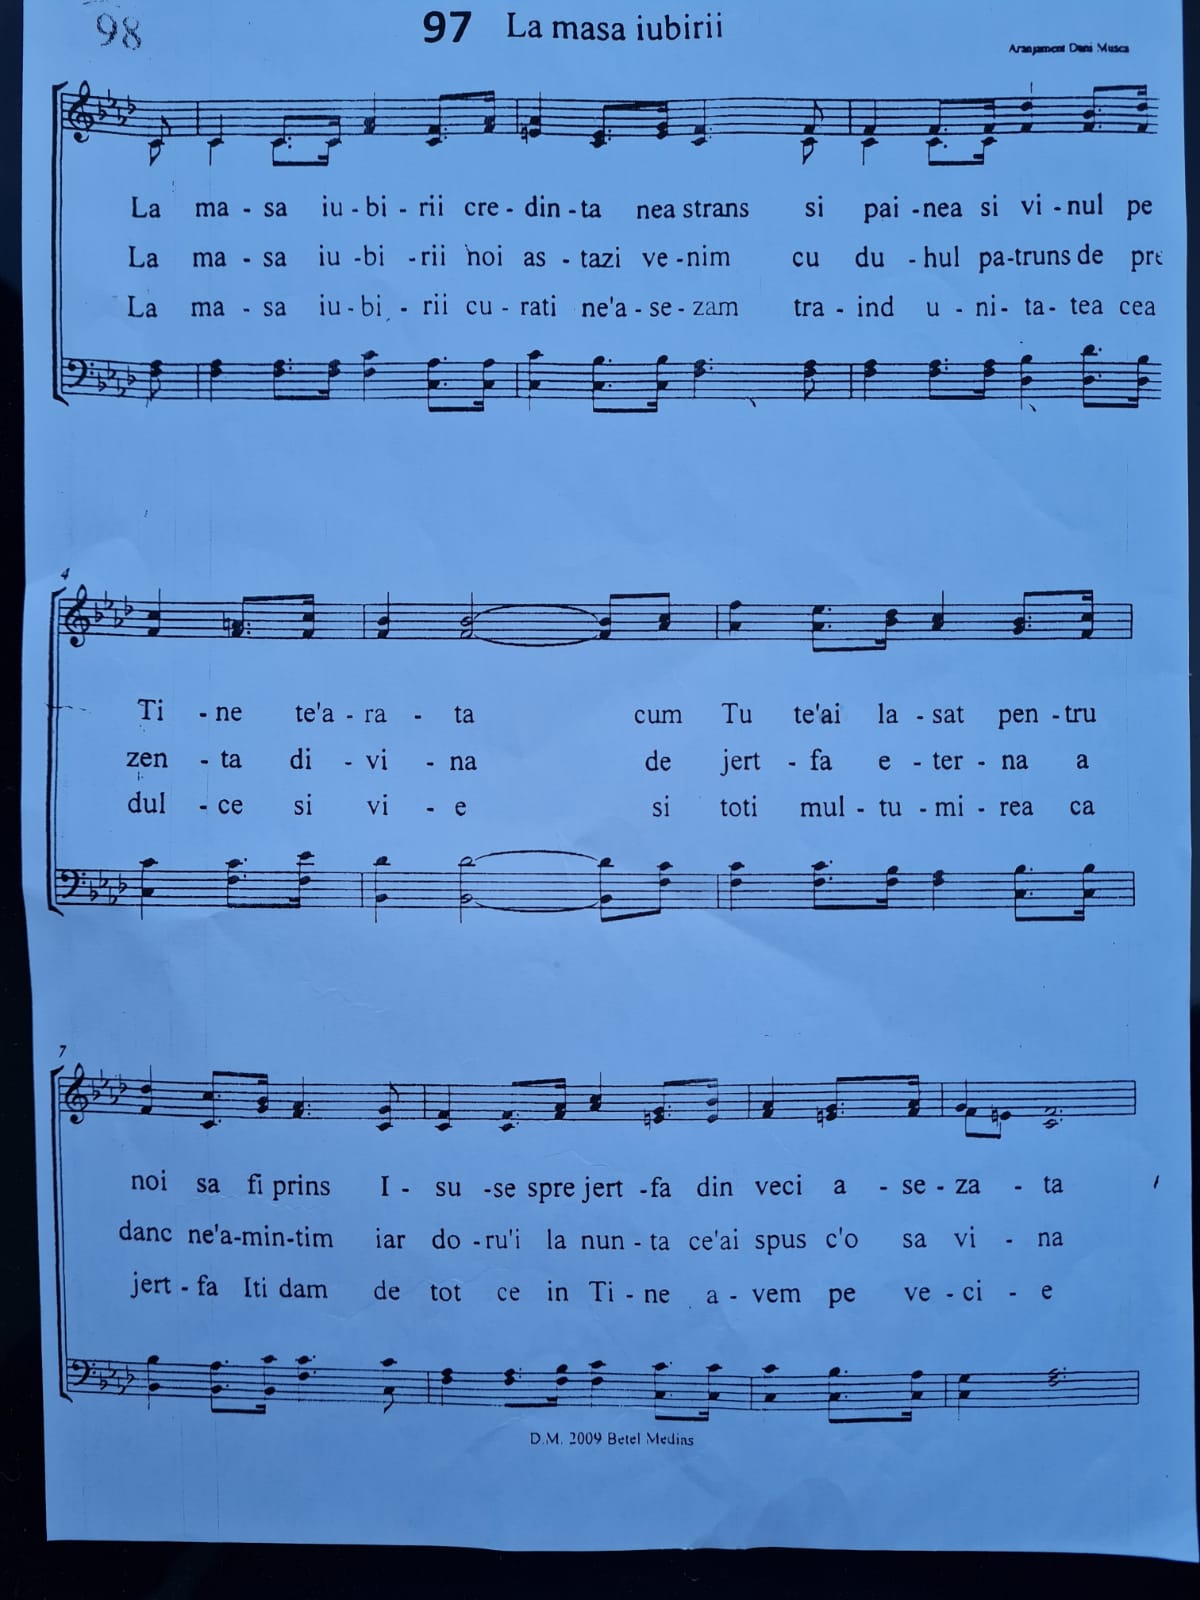 98
97 La masa iubirii
Aranjament Dani Musca
La ma - sa iu - bi - rii cre - din - ta nea strans si pai - nea si vi - nul pe
La ma - sa iu - bi - rii noi as - tazi ve - nim cu du - hul pa - truns de pre
La ma - sa iu - bi - rii cu - rati ne'a - se - zam tra - ind u - ni - ta - tea cea
4
Ti - ne te'a - ra - ta cum Tu te'ai la - sat pen - tru
zen - ta di - vi - na de jert - fa e - ter - na a
dul - ce si vi - e si toti mul - tu - mi - rea ca
7
noi sa fi prins I - su - se spre jert - fa din veci a - se - za - ta
danc ne'a - min - tim iar do - ru'i la nun - ta ce'ai spus c'o sa vi - na
jert - fa Iti dam de tot ce in Ti - ne a - vem pe ve - ci - e
D.M. 2009 Betel Medias